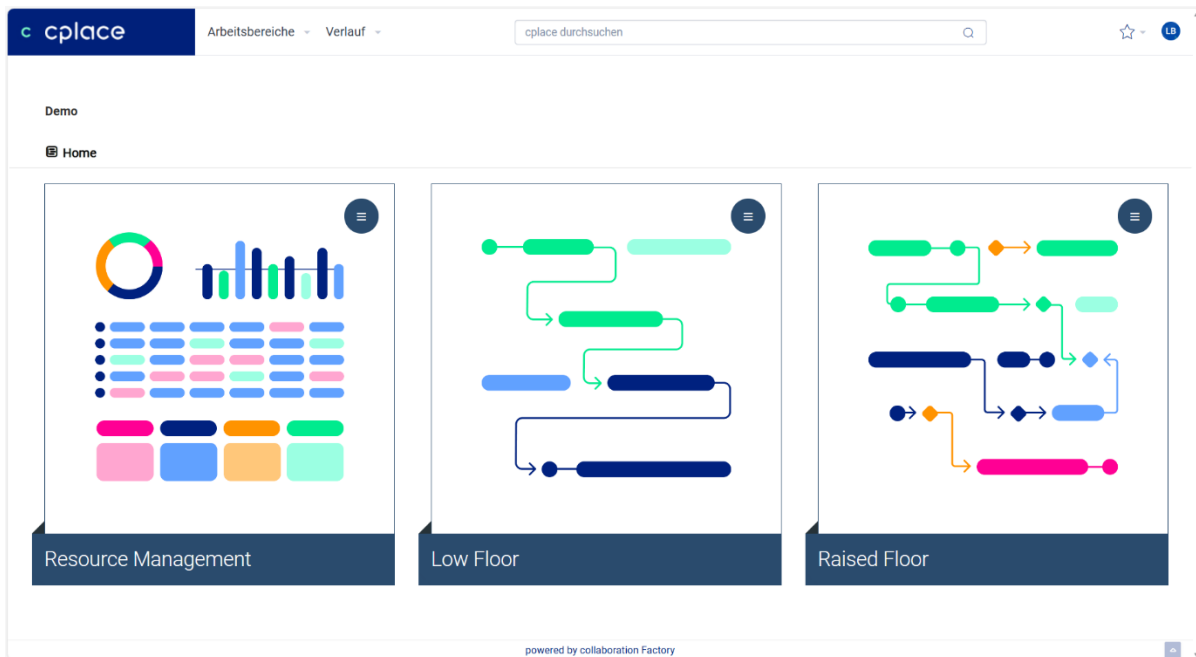 c cplace Arbeitsbereiche Verlauf cplace durchsuchen LB
Demo
Home
Resource Management Low Floor Raised Floor
powered by collaboration Factory